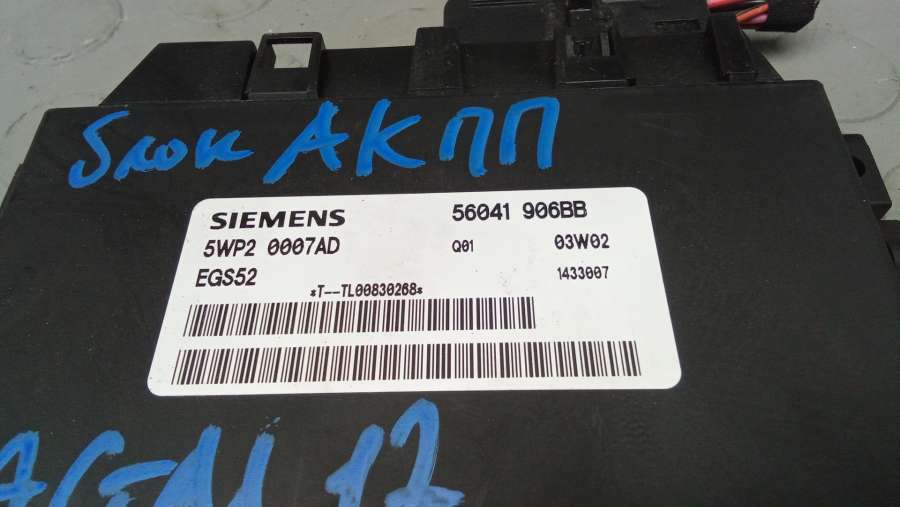 блок АКПП
SIEMENS 56041 906BB
5WP2 0007AD Q01 03W02
EGS52 1433007
*T--TL00830268*